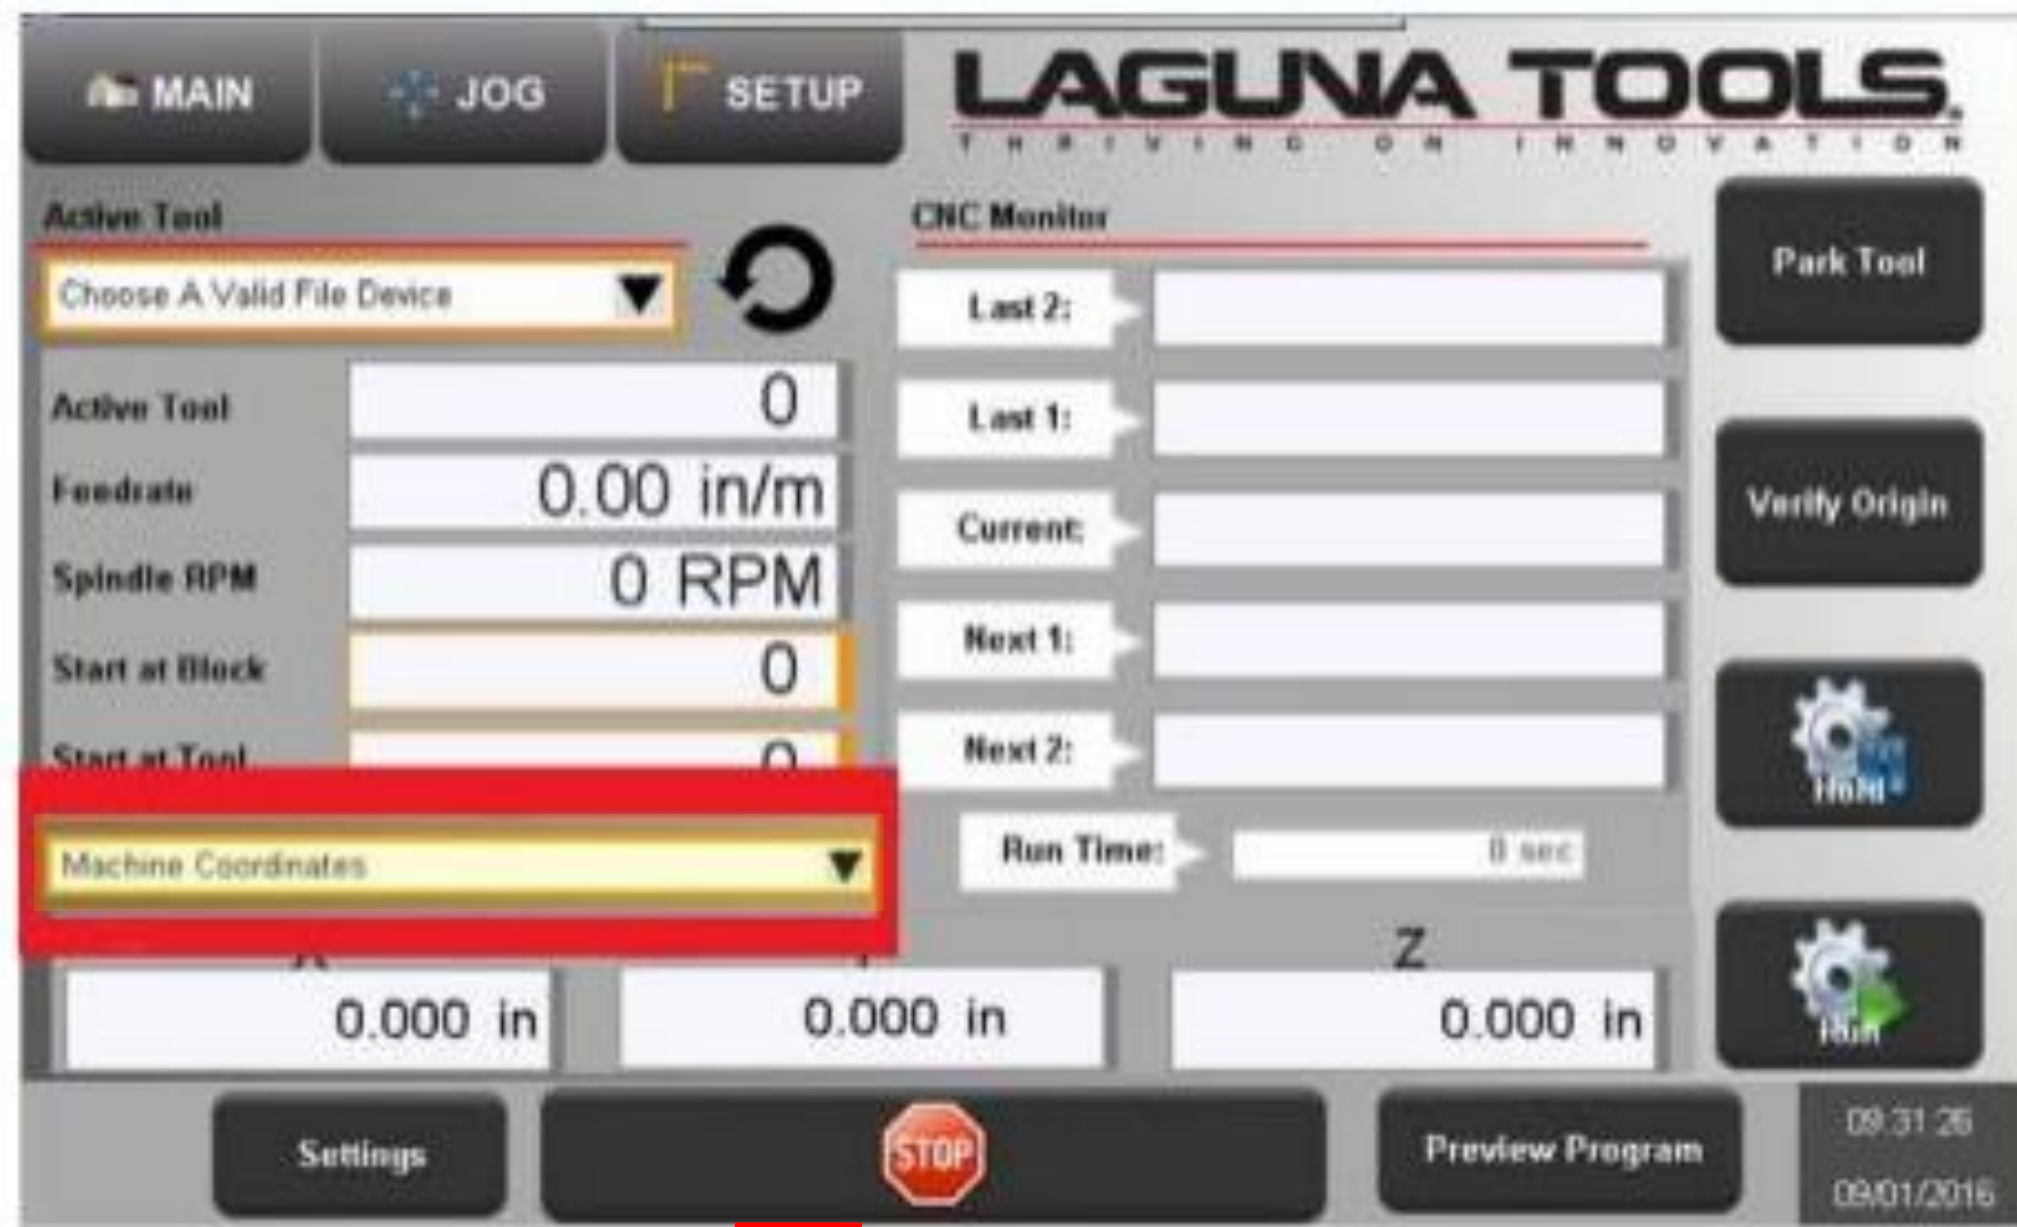 MAIN
JOG
SETUP
LAGUNA TOOLS
THRIVING ON INNOVATION
Active Tool
Choose A Valid File Device
Active Tool 0
Feedrate 0.00 in/m
Spindle RPM 0 RPM
Start at Block 0
Start at Tool 0
Machine Coordinates
CNC Monitor
Last 2:
Last 1:
Current:
Next 1:
Next 2:
Run Time: 0 sec
Park Tool
Verify Origin
Hold
Run
Z
0.000 in
0.000 in
0.000 in
Settings
STOP
Preview Program
09:31:26
09/01/2016